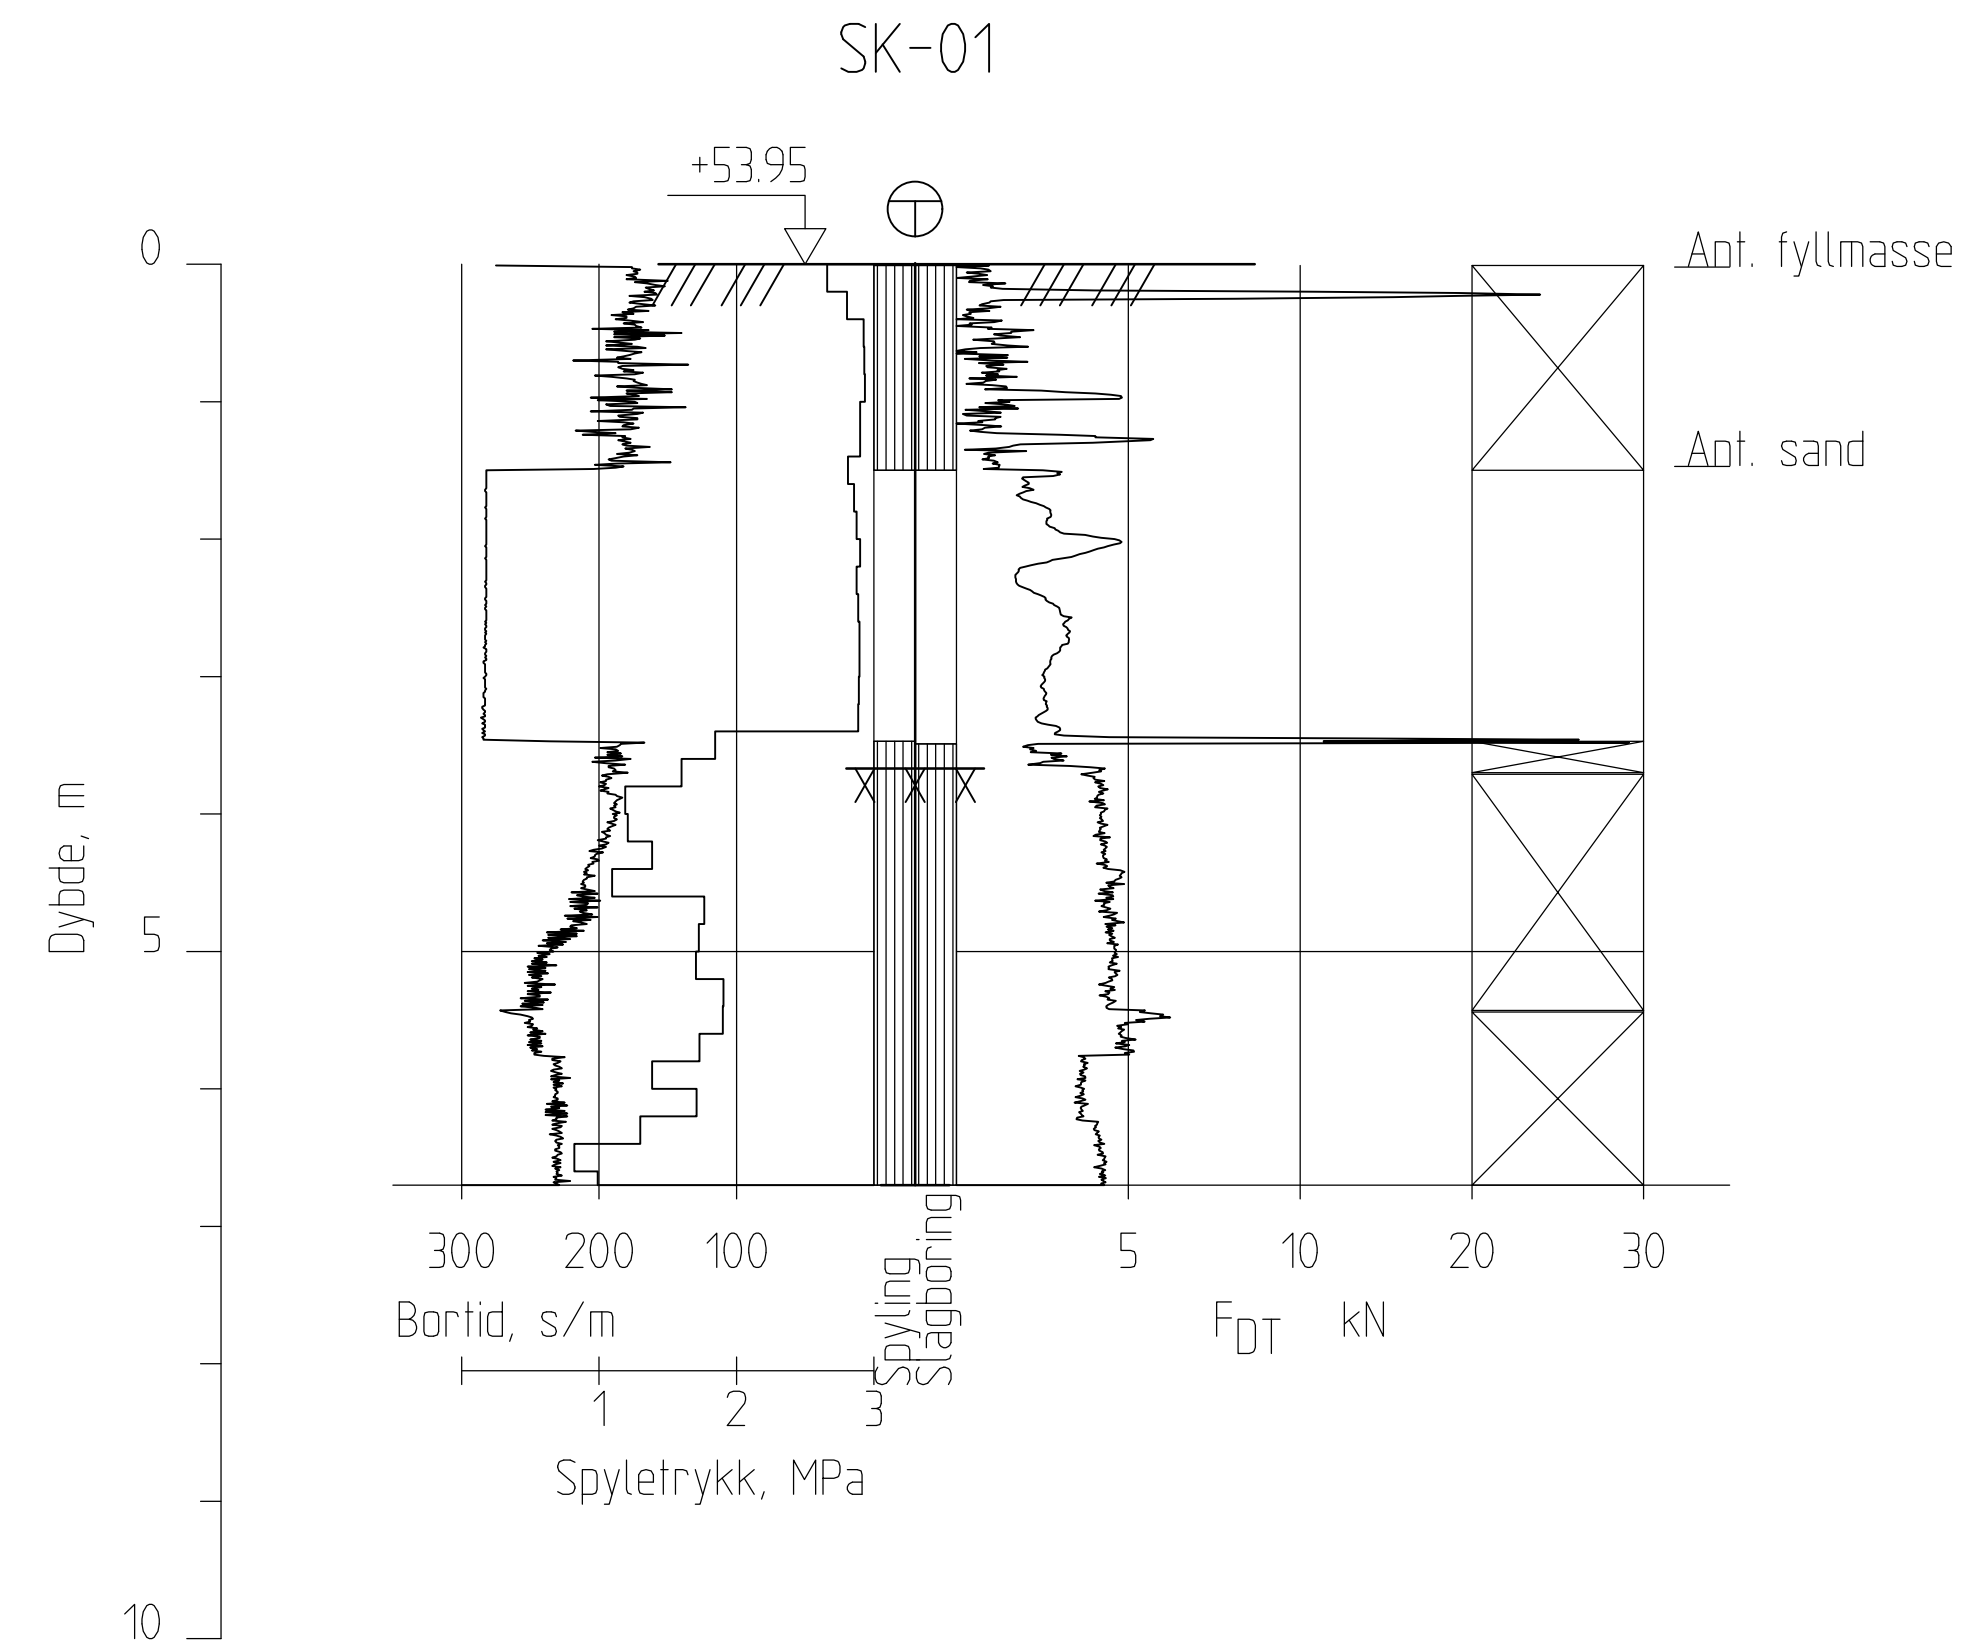 SK-01
+53.95
0
Ant. fyllmasse
Ant. sand
Dybde, m
5
300 200 100
5 10 20 30
Spyling
Slagboring
Bortid, s/m
FDT kN
1 2 3
Spyletrykk, MPa
10